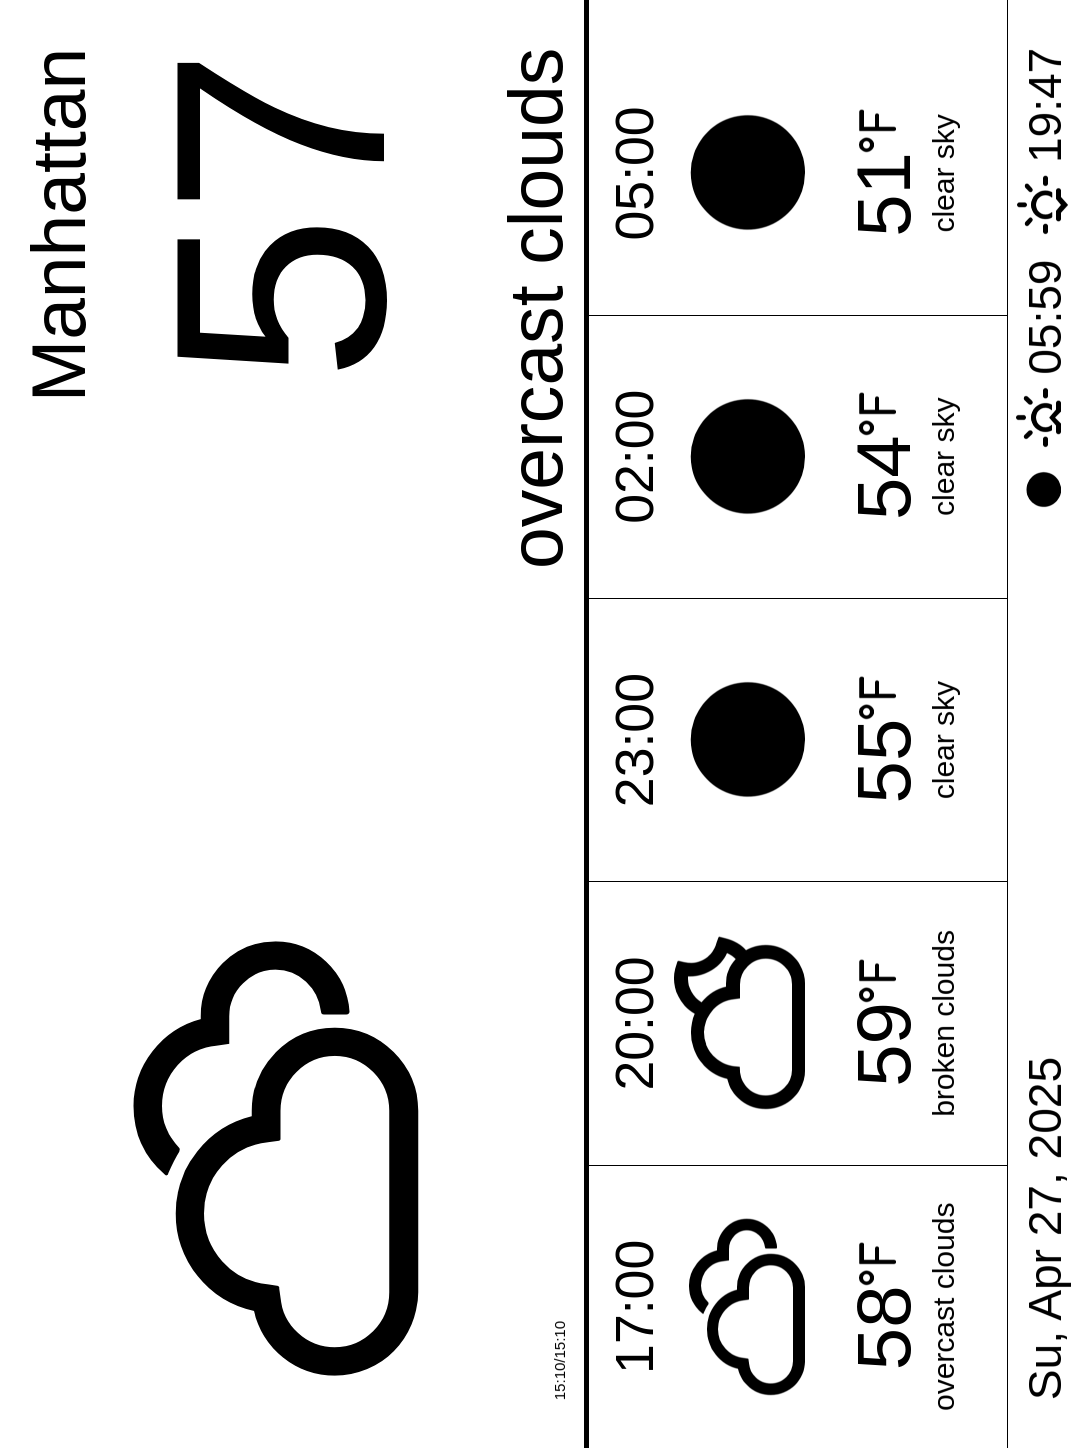 Manhattan
57
overcast clouds
15:10/15:10
17:00 20:00 23:00 02:00 05:00
58°F 59°F 55°F 54°F 51°F
overcast clouds broken clouds clear sky clear sky clear sky
Su, Apr 27, 2025 05:59 19:47